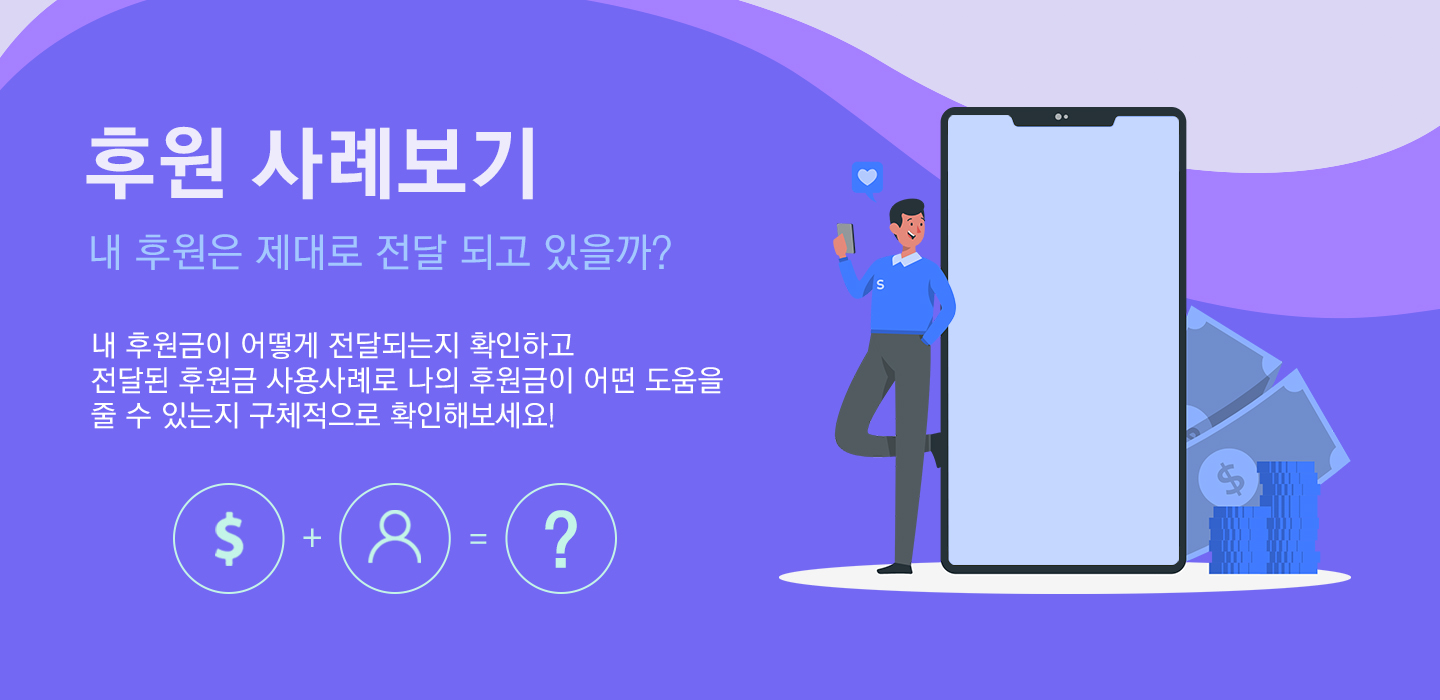 후원 사례보기
내 후원은 제대로 전달 되고 있을까?
내 후원금이 어떻게 전달되는지 확인하고
전달된 후원금 사용사례로 나의 후원금이 어떤 도움을
줄 수 있는지 구체적으로 확인해보세요!
$ + = ?
S
$